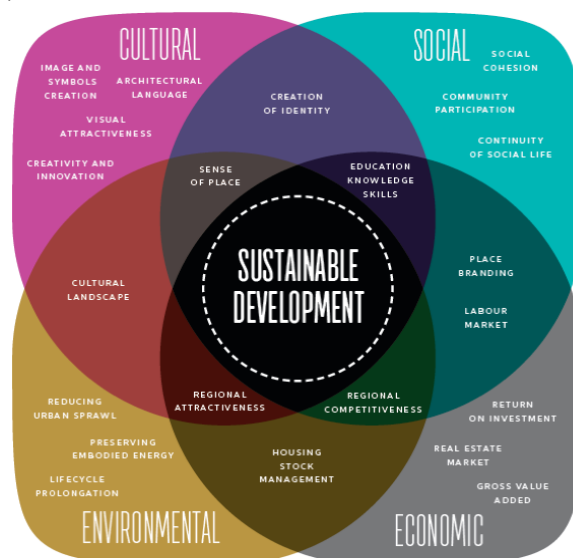 CULTURAL
SOCIAL
IMAGE AND
SYMBOLS
CREATION
ARCHITECTURAL
LANGUAGE
VISUAL
ATTRACTIVENESS
CREATIVITY AND
INNOVATION
CREATION
OF IDENTITY
SOCIAL
COHESION
COMMUNITY
PARTICIPATION
CONTINUITY
OF SOCIAL LIFE
SENSE
OF PLACE
EDUCATION
KNOWLEDGE
SKILLS
CULTURAL
LANDSCAPE
SUSTAINABLE
DEVELOPMENT
PLACE
BRANDING
LABOUR
MARKET
REGIONAL
ATTRACTIVENESS
REGIONAL
COMPETITIVENESS
REDUCING
URBAN SPRAWL
PRESERVING
EMBODIED ENERGY
LIFECYCLE
PROLONGATION
HOUSING
STOCK
MANAGEMENT
RETURN
ON INVESTMENT
REAL ESTATE
MARKET
GROSS VALUE
ADDED
ENVIRONMENTAL
ECONOMIC